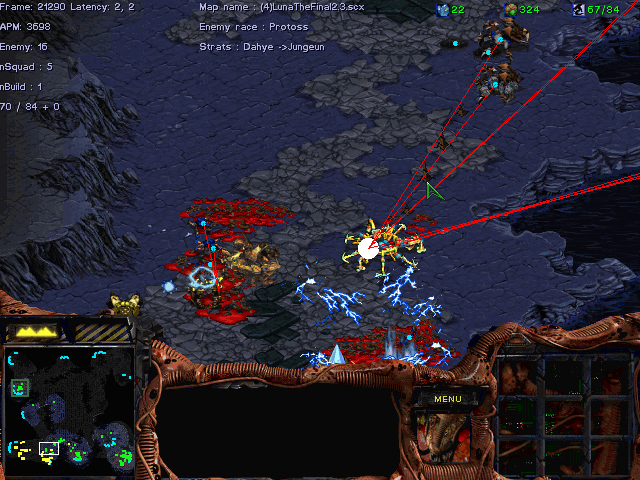 Frame: 21290 Latency: 2, 2
Map name : (4)LunaTheFinal2.3.scx
22
324
67/84
APM: 3698
Enemy race : Protoss
Enemy: 16
Strats : Dahye ->Jungeun
nSquad : 5
nBuild : 1
70 / 84 + 0
MENU